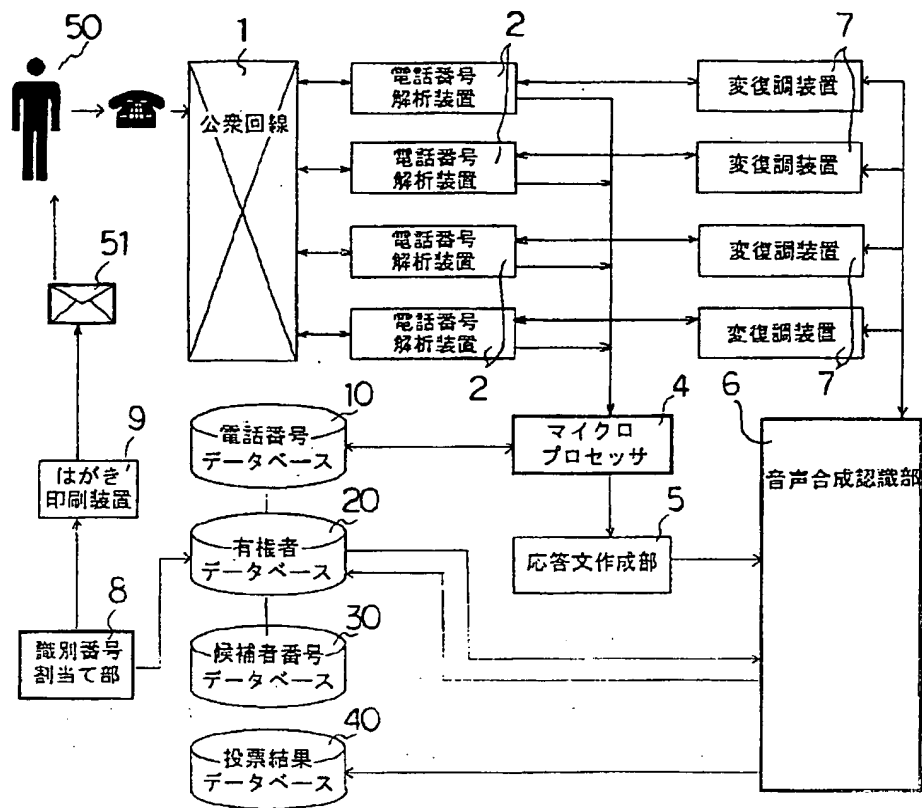 50
1
公衆回線
2
電話番号
解析装置
電話番号
解析装置
電話番号
解析装置
電話番号
解析装置
2
7
変復調装置
変復調装置
変復調装置
変復調装置
7
51
9
はがき
印刷装置
8
識別番号
割当て部
10
電話番号
データベース
20
有権者
データベース
30
候補者番号
データベース
40
投票結果
データベース
4
マイクロ
プロセッサ
5
応答文作成部
6
音声合成認識部